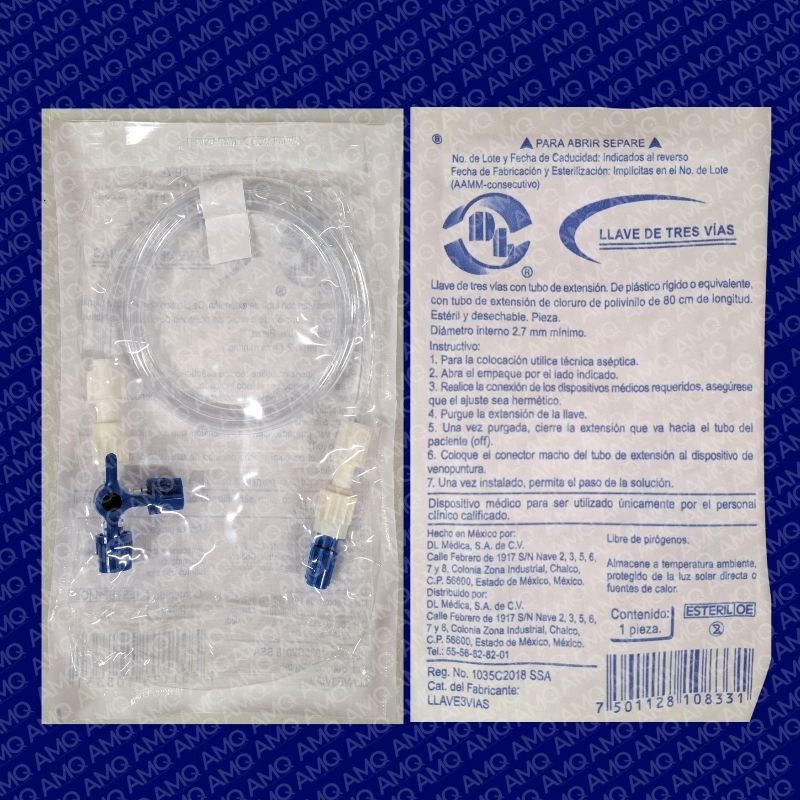 ® ▲ PARA ABRIR SEPARE ▲
No. de Lote y Fecha de Caducidad: Indicados al reverso
Fecha de Fabricación y Esterilización: Implícitas en el No. de Lote
(AAMM-consecutivo)
DL ®
LLAVE DE TRES VÍAS
Llave de tres vías con tubo de extensión. De plástico rígido o equivalente,
con tubo de extensión de cloruro de polivinilo de 80 cm de longitud.
Estéril y desechable. Pieza.
Diámetro interno 2.7 mm mínimo.
Instructivo:
1. Para la colocación utilice técnica aséptica.
2. Abra el empaque por el lado indicado.
3. Realice la conexión de los dispositivos médicos requeridos, asegúrese
que el ajuste sea hermético.
4. Purgue la extensión de la llave.
5. Una vez purgada, cierre la extensión que va hacia el tubo del
paciente (off).
6. Coloque el conector macho del tubo de extensión al dispositivo de
venopuntura.
7. Una vez instalado, permita el paso de la solución.
Dispositivo médico para ser utilizado únicamente por el personal
clínico calificado.
Hecho en México por:
DL Médica, S.A. de C.V.
Calle Febrero de 1917 S/N Nave 2, 3, 5, 6,
7 y 8, Colonia Zona Industrial, Chalco,
C.P. 56600, Estado de México, México.
Distribuido por:
DL Médica, S.A. de C.V.
Calle Febrero de 1917 S/N Nave 2, 3, 5, 6,
7 y 8, Colonia Zona Industrial, Chalco,
C.P. 56600, Estado de México, México.
Tel.: 55-56-82-82-01
Reg. No. 1035C2018 SSA
Cat. del Fabricante:
LLAVE3VIAS
Libre de pirógenos.
Almacene a temperatura ambiente,
protegido de la luz solar directa o
fuentes de calor.
Contenido:
1 pieza.
ESTERIL OE
2
7 501128 108331
AMQ